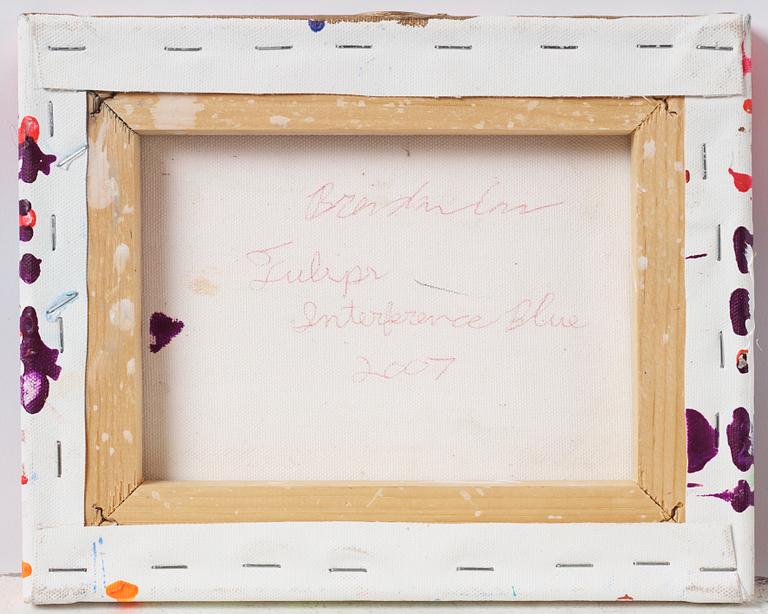 Tulips
Interference Blue
2007